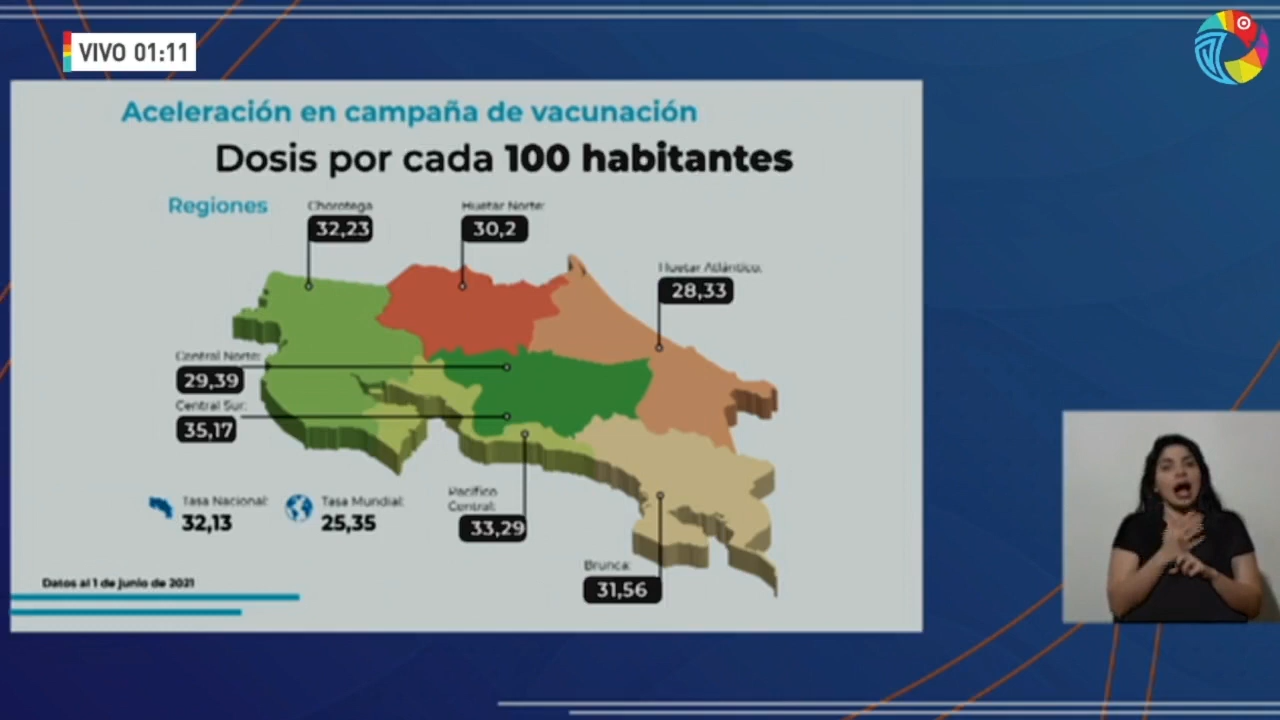 VIVO 01:11
Aceleración en campaña de vacunación
Dosis por cada 100 habitantes
Regiones
Chorotega
32,23
Huetar Norte:
30,2
Huetar Atlántico:
28,33
Central Norte:
29,39
Central Sur:
35,17
Tasa Nacional:
32,13
Tasa Mundial:
25,35
Pacífico
Central:
33,29
Brunca:
31,56
Datos al 1 de junio de 2021